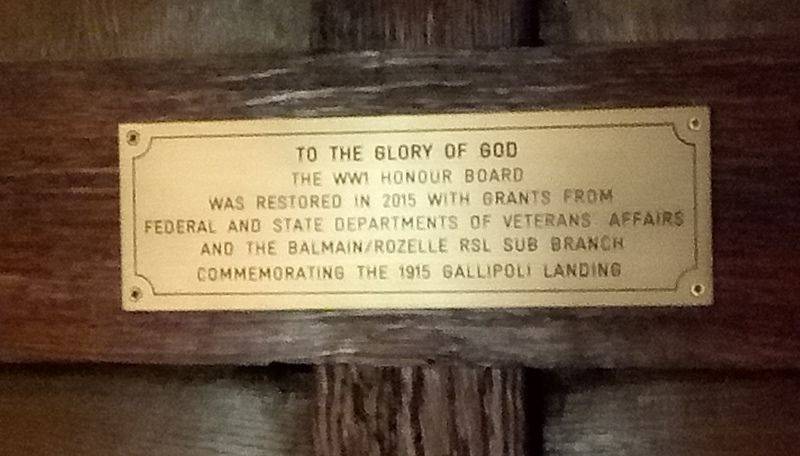 TO THE GLORY OF GOD
THE WW1 HONOUR BOARD
WAS RESTORED IN 2015 WITH GRANTS FROM
FEDERAL AND STATE DEPARTMENTS OF VETERANS AFFAIRS
AND THE BALMAIN/ROZELLE RSL SUB BRANCH
COMMEMORATING THE 1915 GALLIPOLI LANDING